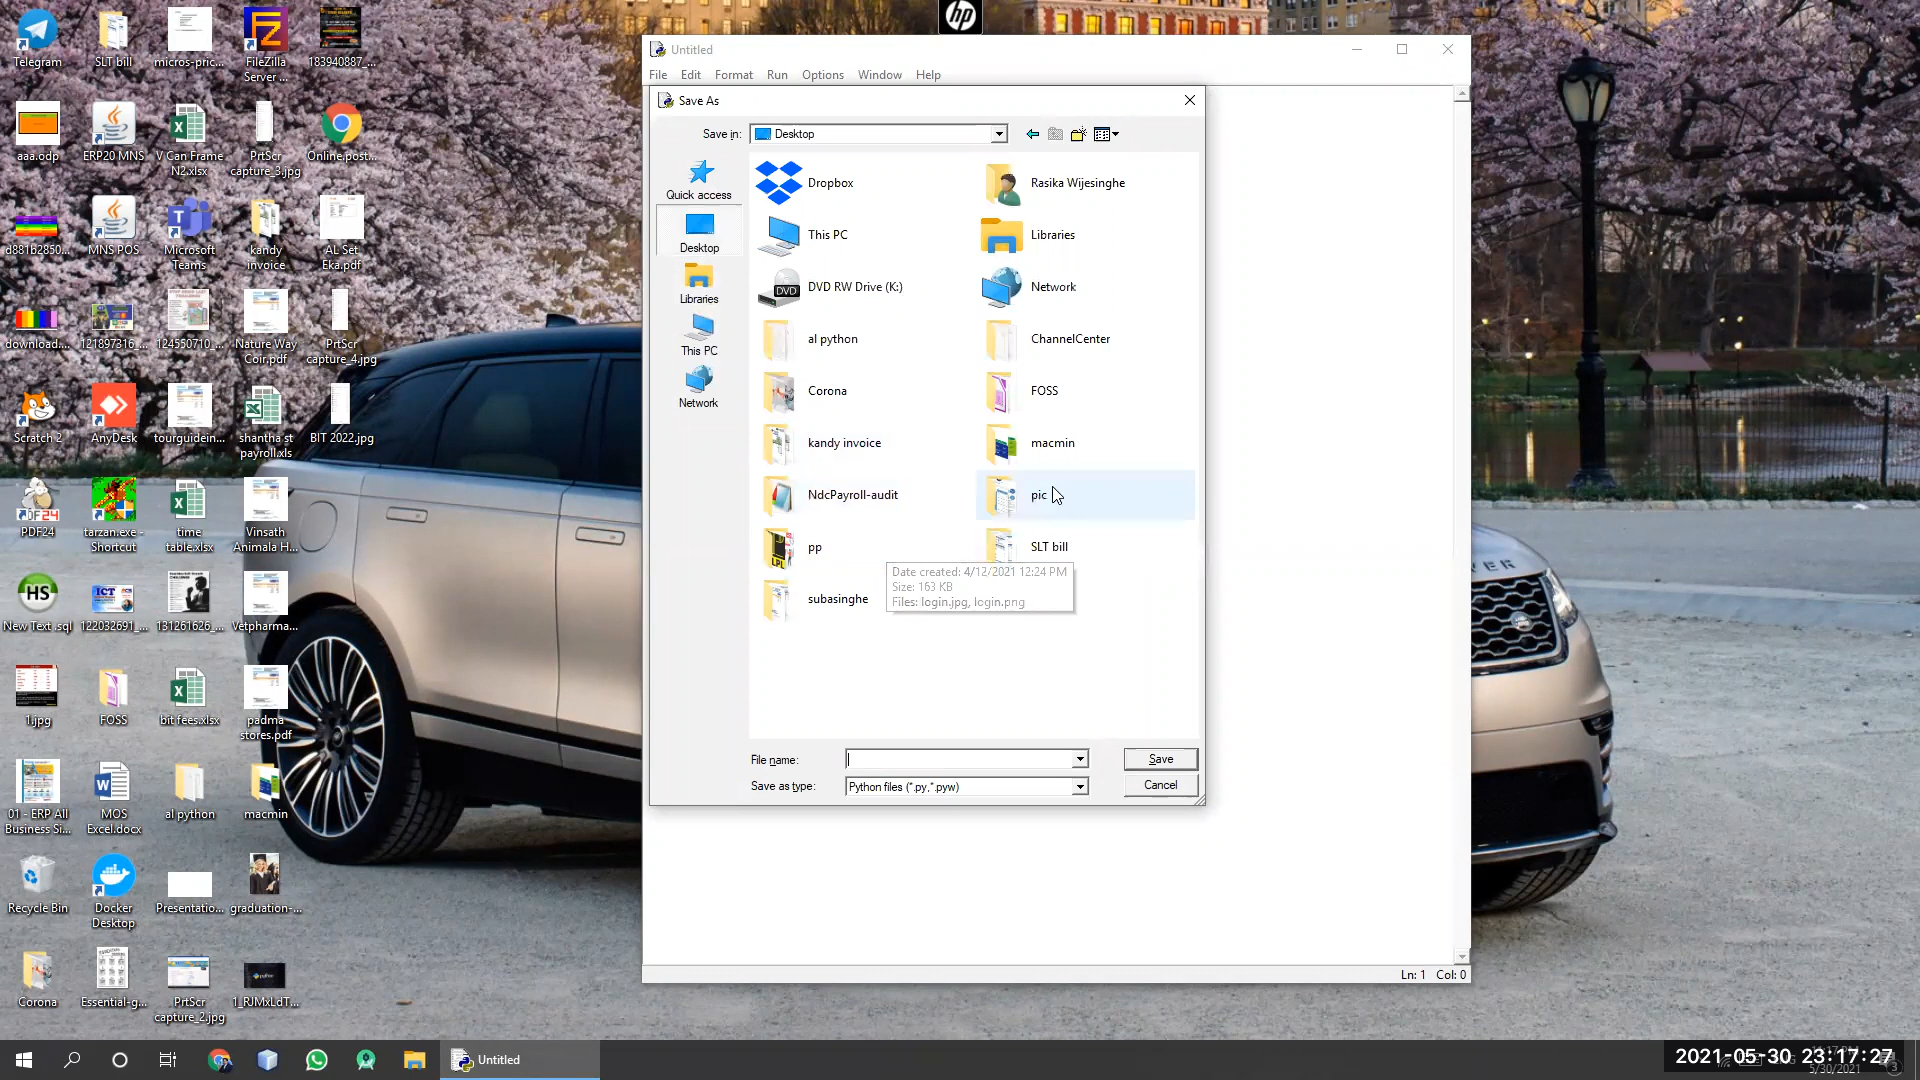 Telegram
SLT bill
micros-pric...
FileZilla
Server ...
183940887_...
aaa.odp
ERP20 MNS
V Can Frame
N2.xlsx
PrtScr
capture_3.jpg
Online.post...
d881b2850...
MNS POS
Microsoft
Teams
kandy
invoice
AL Set
Eka.pdf
download....
121897316_...
124550710_...
Nature Way
Coir.pdf
PrtScr
capture_4.jpg
Scratch 2
AnyDesk
tourguidein...
shantha st
payroll.xls
BIT 2022.jpg
PDF24
tarzan.exe -
Shortcut
time
table.xlsx
Vinsath
Animala H...
HS
New Text .sql
122032691_...
131261626_...
Vetpharma...
1.jpg
FOSS
bit fees.xlsx
padma
stores.pdf
01 - ERP All
Business Si...
MOS
Excel.docx
al python
macmin
Recycle Bin
Docker
Desktop
Presentatio...
graduation-...
Corona
Essential-g...
PrtScr
capture_2.jpg
1_RJMxLdT...
hp
Untitled
File Edit Format Run Options Window Help
Save As
Save in: Desktop
Quick access
Desktop
Libraries
This PC
Network
Dropbox
Rasika Wijesinghe
This PC
Libraries
DVD RW Drive (K:)
Network
al python
ChannelCenter
Corona
FOSS
kandy invoice
macmin
NdcPayroll-audit
pic
pp
SLT bill
subasinghe
Date created: 4/12/2021 12:24 PM
Size: 163 KB
Files: login.jpg, login.png
File name:
Save
Save as type: Python files (*.py,*.pyw)
Cancel
Ln: 1 Col: 0
Untitled
2021-05-30 23:17:27
5/30/2021
3